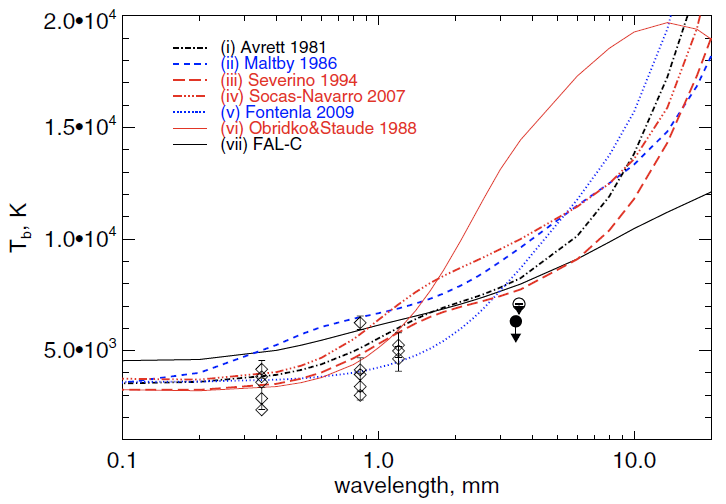 2.0•10⁴
1.5•10⁴
1.0•10⁴
5.0•10³
T_b, K
(i) Avrett 1981
(ii) Maltby 1986
(iii) Severino 1994
(iv) Socas-Navarro 2007
(v) Fontenla 2009
(vi) Obridko&Staude 1988
(vii) FAL-C
0.1 1.0 10.0
wavelength, mm